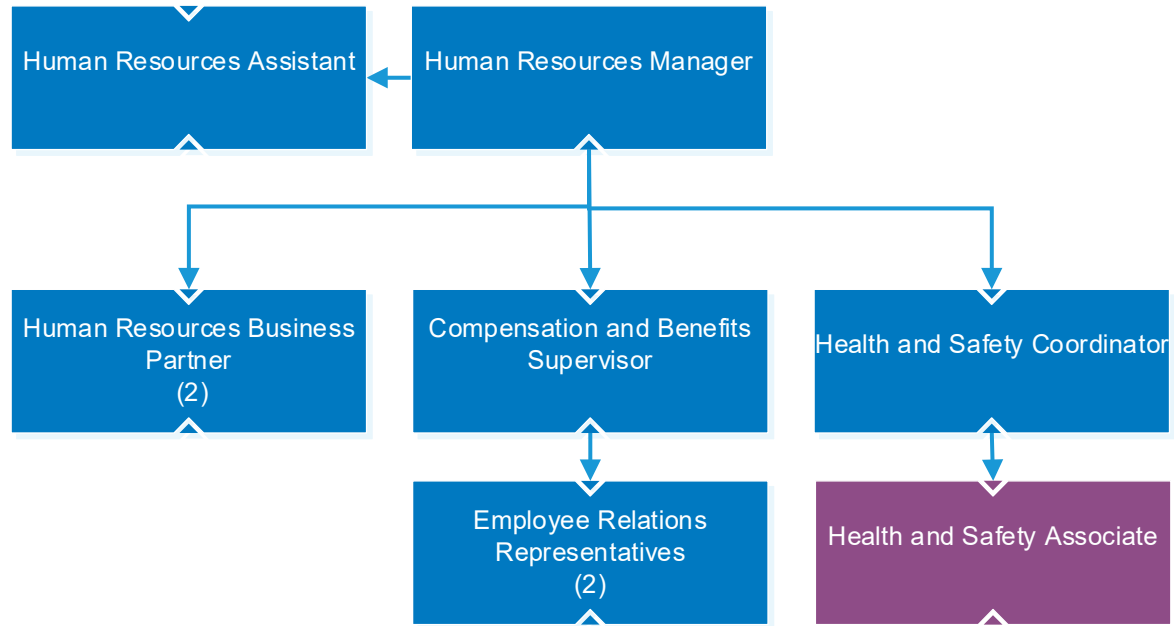 Human Resources Assistant
Human Resources Manager
Human Resources Business
Partner
(2)
Compensation and Benefits
Supervisor
Health and Safety Coordinator
Employee Relations
Representatives
(2)
Health and Safety Associate